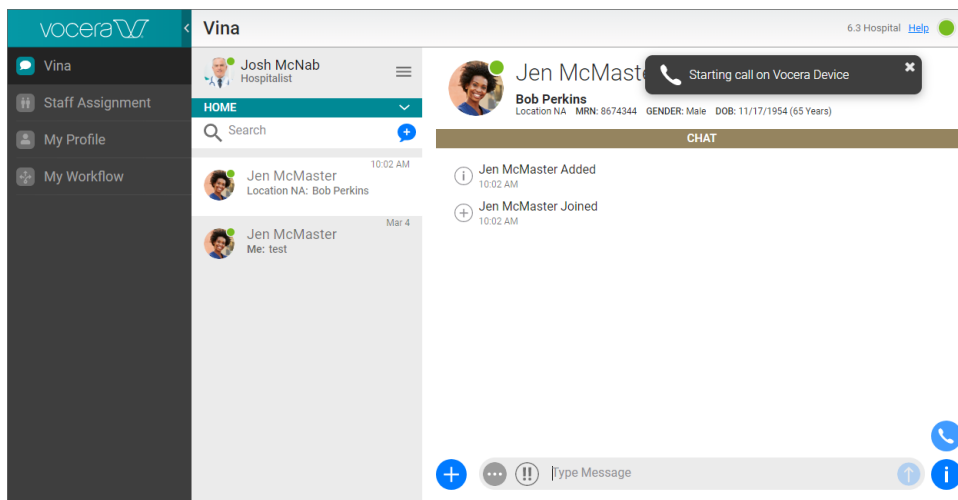 vocera
Vina
6.3 Hospital Help
Vina
Staff Assignment
My Profile
My Workflow
Josh McNab
Hospitalist
HOME
Search
10:02 AM
Jen McMaster
Location NA: Bob Perkins
Mar 4
Jen McMaster
Me: test
Jen McMaste
Starting call on Vocera Device
Bob Perkins
Location NA MRN: 8674344 GENDER: Male DOB: 11/17/1954 (65 Years)
CHAT
Jen McMaster Added
10:02 AM
Jen McMaster Joined
10:02 AM
Type Message